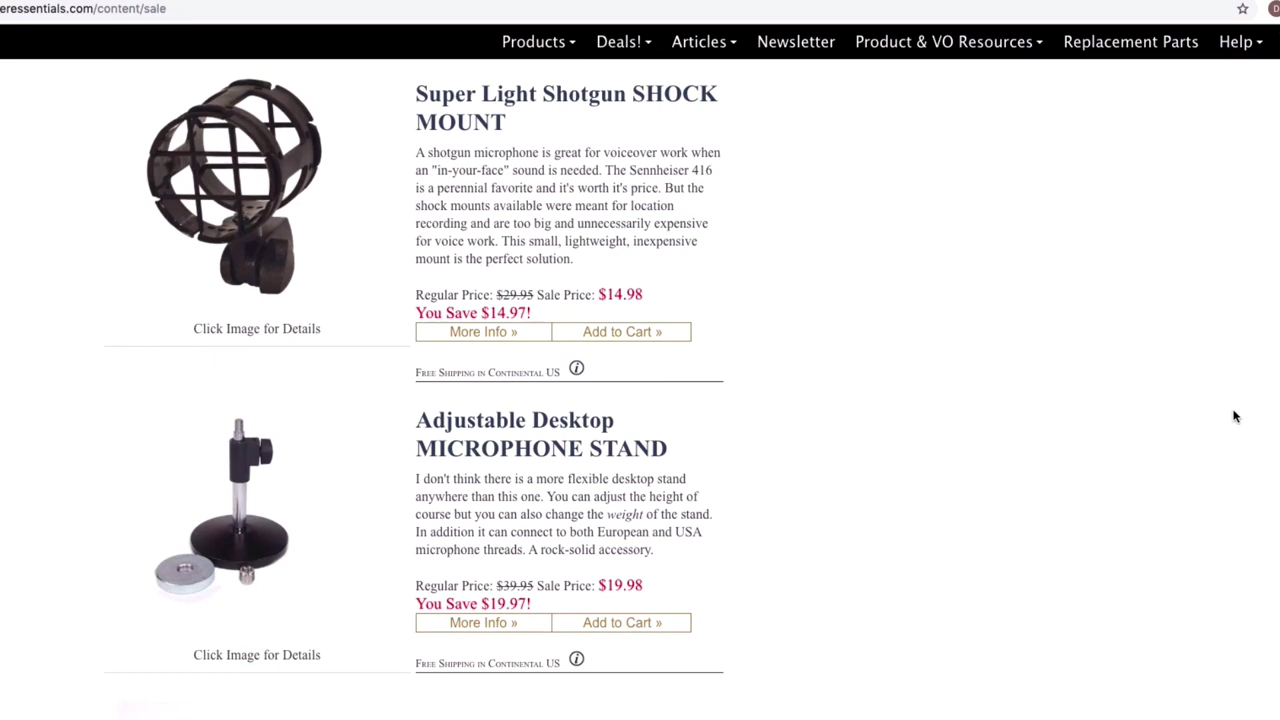 eressentials.com/content/sale
Products Deals! Articles Newsletter Product & VO Resources Replacement Parts Help
Super Light Shotgun SHOCK
MOUNT
A shotgun microphone is great for voiceover work when
an "in-your-face" sound is needed. The Sennheiser 416
is a perennial favorite and it's worth it's price. But the
shock mounts available were meant for location
recording and are too big and unnecessarily expensive
for voice work. This small, lightweight, inexpensive
mount is the perfect solution.
Regular Price: $29.95 Sale Price: $14.98
You Save $14.97!
More Info » Add to Cart »
Click Image for Details
Free Shipping in Continental US
Adjustable Desktop
MICROPHONE STAND
I don't think there is a more flexible desktop stand
anywhere than this one. You can adjust the height of
course but you can also change the weight of the stand.
In addition it can connect to both European and USA
microphone threads. A rock-solid accessory.
Regular Price: $39.95 Sale Price: $19.98
You Save $19.97!
More Info » Add to Cart »
Click Image for Details
Free Shipping in Continental US